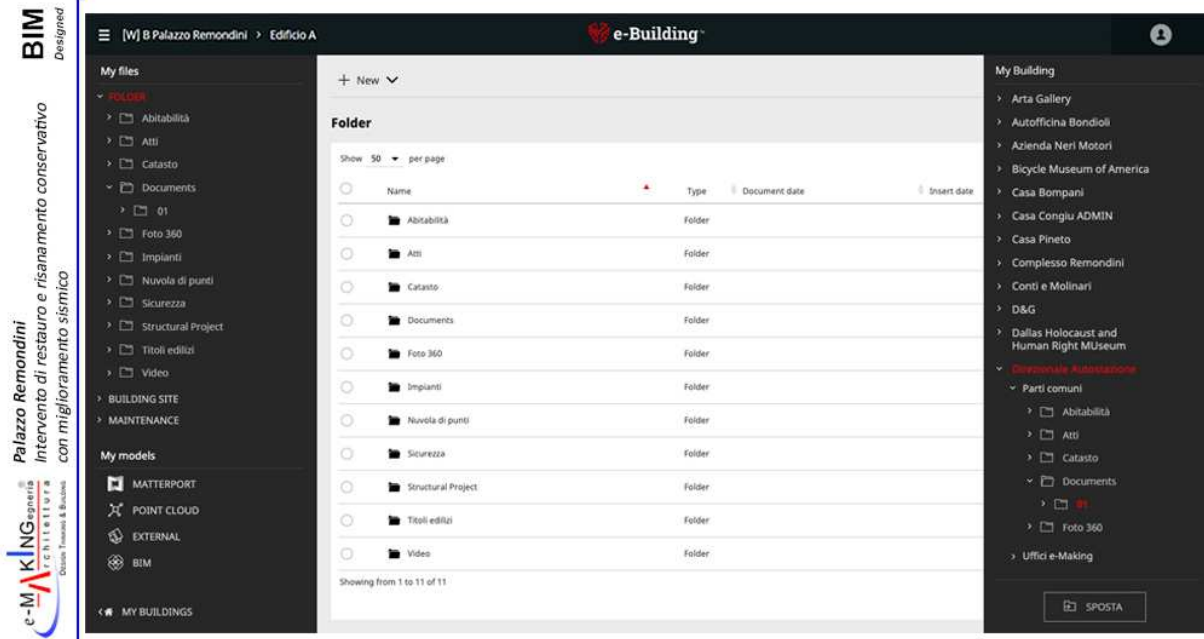 BIM
Designed
Palazzo Remondini
Intervento di restauro e risanamento conservativo
con miglioramento sismico
e-MAKINGegneria®
Architettura
Design Thinking & Building
[W] B Palazzo Remondini > Edificio A
e-Building
My files
FOLDER
Abitabilità
Atti
Catasto
Documents
01
Foto 360
Impianti
Nuvola di punti
Sicurezza
Structural Project
Titoli edilizi
Video
BUILDING SITE
MAINTENANCE
My models
MATTERPORT
POINT CLOUD
EXTERNAL
BIM
MY BUILDINGS
+ New
Folder
Show 50 per page
Name Type Document date Insert date
Abitabilità Folder
Atti Folder
Catasto Folder
Documents Folder
Foto 360 Folder
Impianti Folder
Nuvola di punti Folder
Sicurezza Folder
Structural Project Folder
Titoli edilizi Folder
Video Folder
Showing from 1 to 11 of 11
My Building
Arta Gallery
Autofficina Bondioli
Azienda Neri Motori
Bicycle Museum of America
Casa Bompani
Casa Congiu ADMIN
Casa Pineto
Complesso Remondini
Conti e Molinari
D&G
Dallas Holocaust and
Human Right MUseum
Direzionale Autostazione
Parti comuni
Abitabilità
Atti
Catasto
Documents
01
Foto 360
Uffici e-Making
SPOSTA